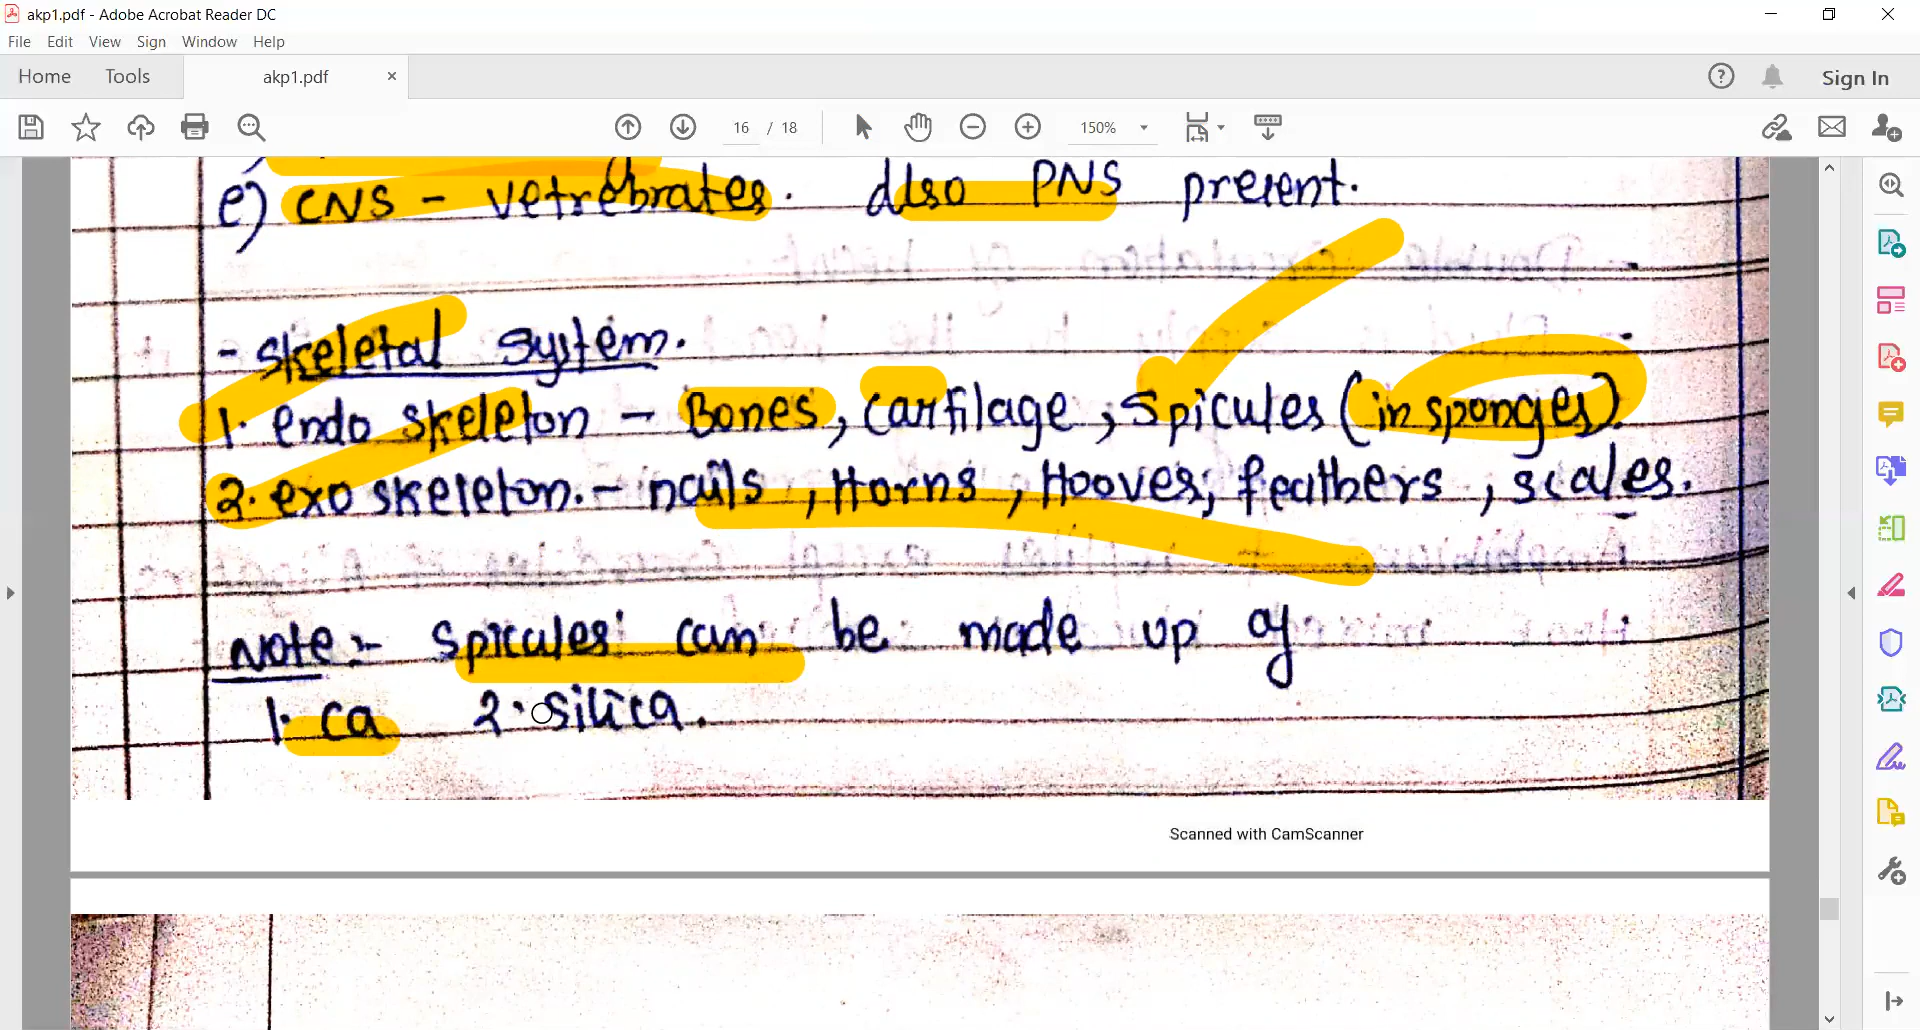 akp1.pdf - Adobe Acrobat Reader DC
File Edit View Sign Window Help
Home Tools akp1.pdf × Sign In
16 / 18 150%
e) CNS - vetrebrates. also PNS present.
- Skeletal system.
1. endo skeleton - Bones, cartilage, Spicules (in sponges).
2. exo skeleton. - nails, Horns, Hooves, feathers, scales.
Note :- Spicules can be made up of
1. Ca 2. Silica.
Scanned with CamScanner